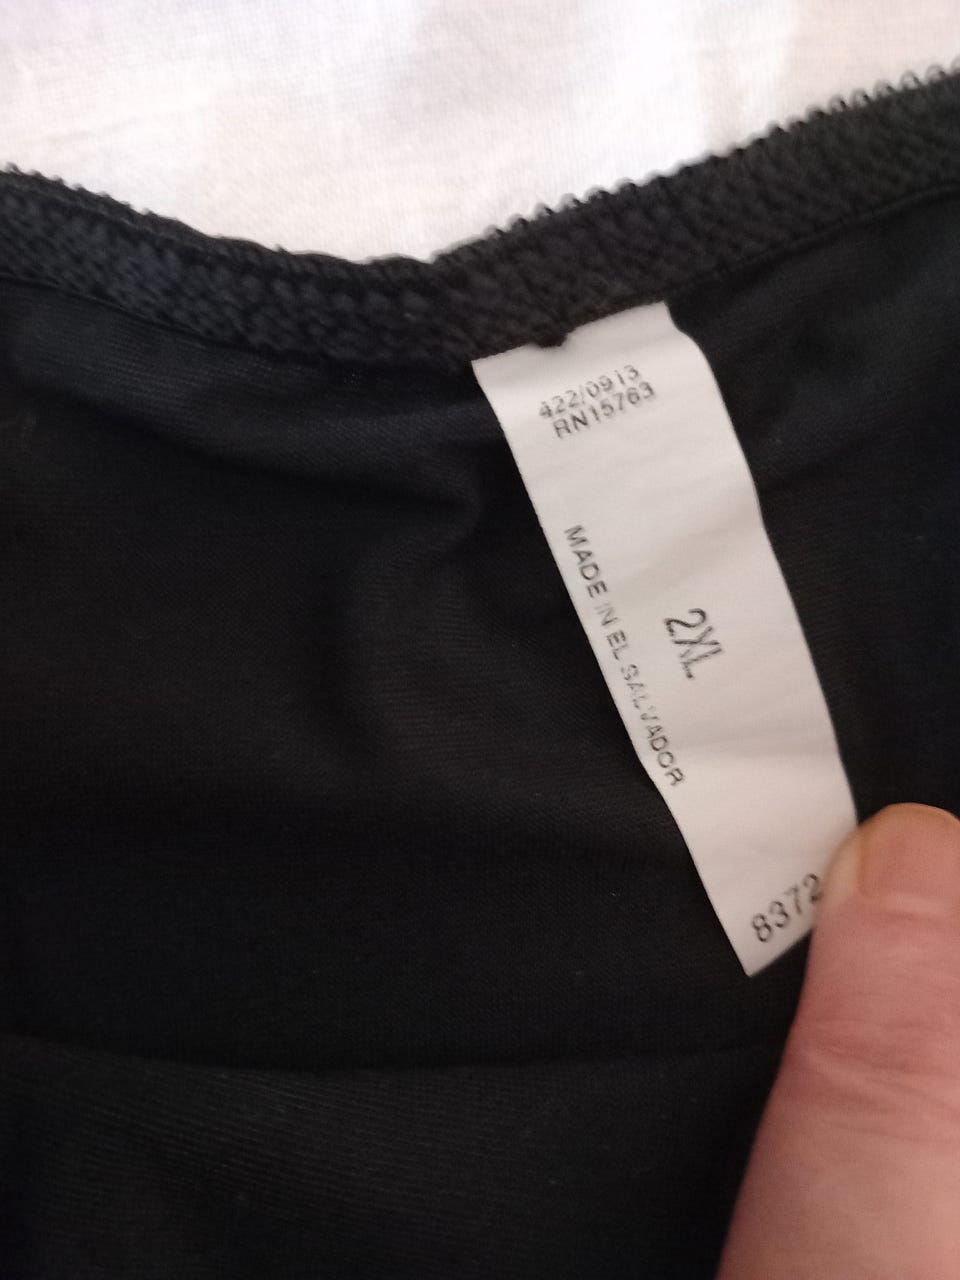 422/0913
RN15763
2XL
MADE IN EL SALVADOR
8372